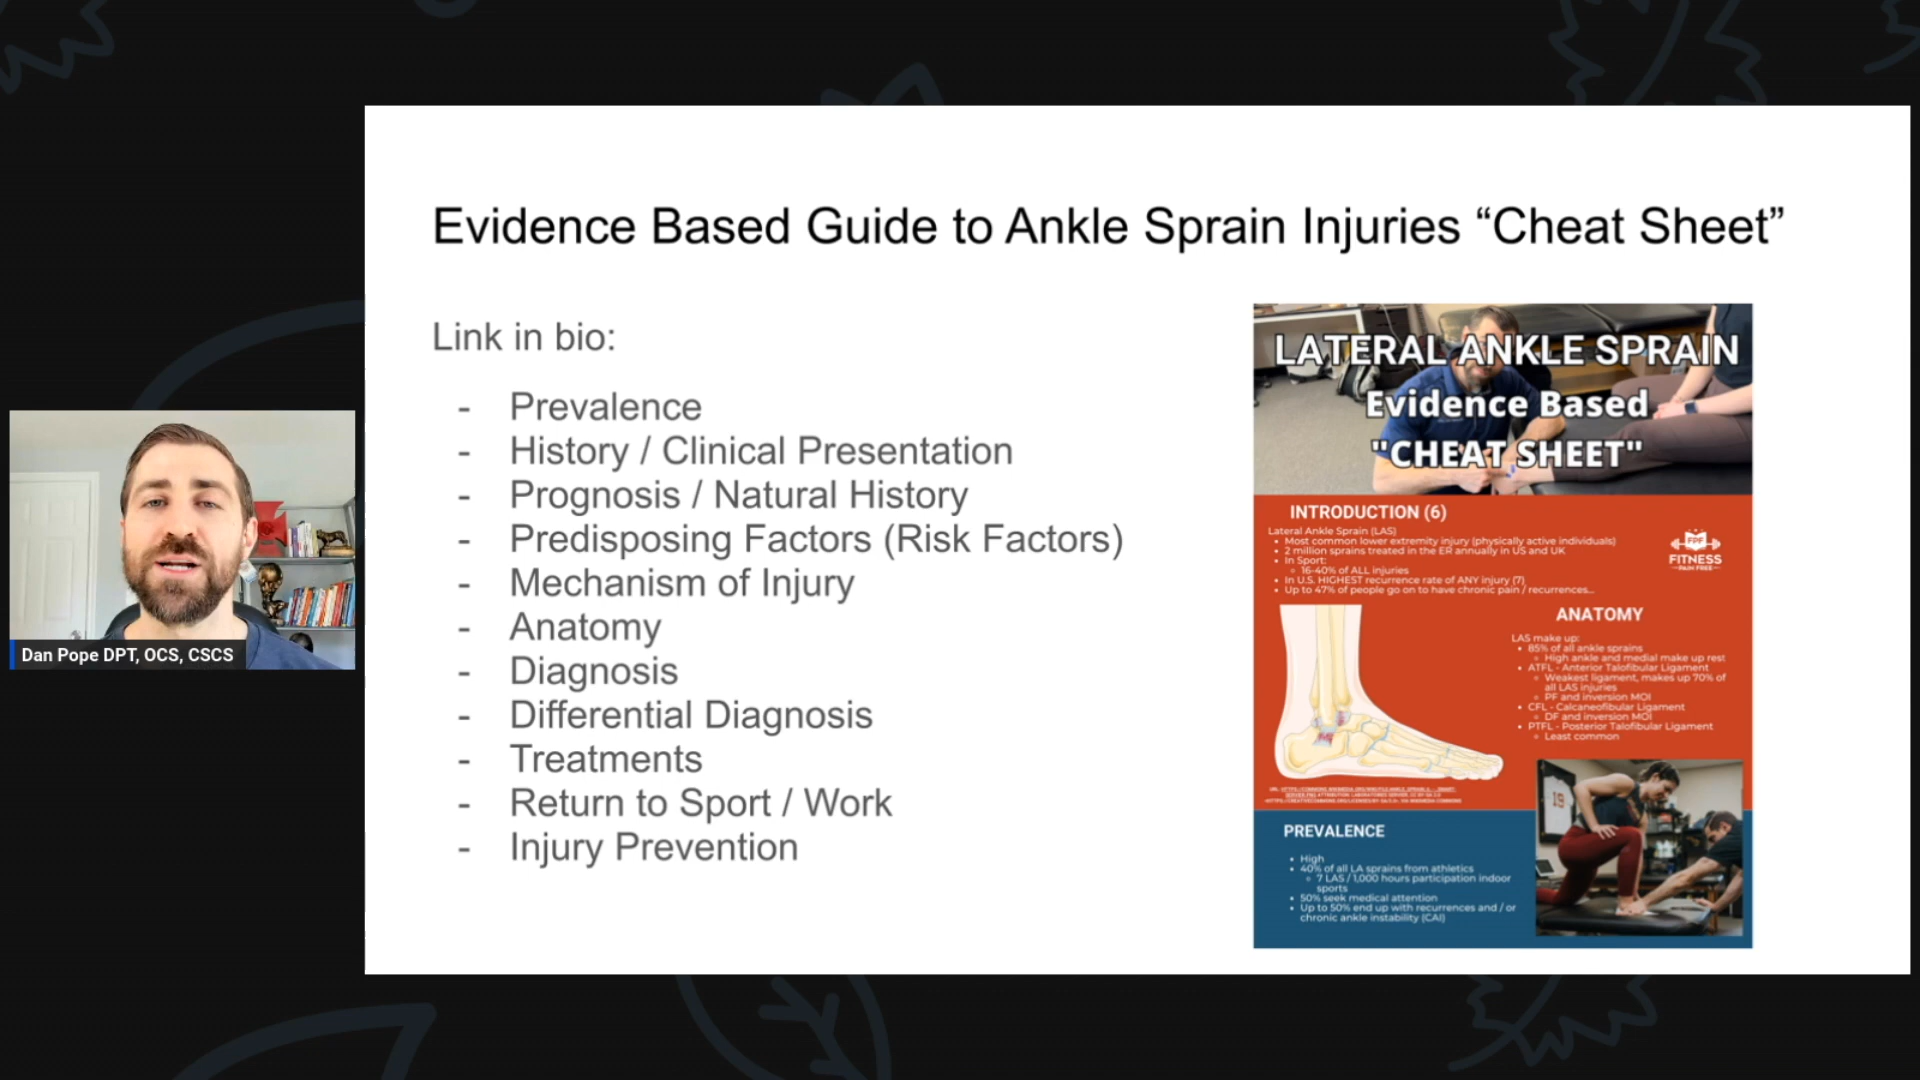 Evidence Based Guide to Ankle Sprain Injuries “Cheat Sheet”
Link in bio:
- Prevalence
- History / Clinical Presentation
- Prognosis / Natural History
- Predisposing Factors (Risk Factors)
- Mechanism of Injury
- Anatomy
- Diagnosis
- Differential Diagnosis
- Treatments
- Return to Sport / Work
- Injury Prevention
Dan Pope DPT, OCS, CSCS
LATERAL ANKLE SPRAIN
Evidence Based
"CHEAT SHEET"
INTRODUCTION (6)
Lateral Ankle Sprain (LAS)
• Most common lower extremity injury (physically active individuals)
• 2 million sprains treated in the ER annually in US and UK
• In Sport:
◦ 16-40% of ALL injuries
• In U.S. HIGHEST recurrence rate of ANY injury (7)
• Up to 47% of people go on to have chronic pain / recurrences...
FPF
FITNESS
PAIN FREE
ANATOMY
LAS make up:
• 85% of all ankle sprains
◦ High ankle and medial make up rest
• ATFL - Anterior Talofibular Ligament
◦ Weakest ligament, makes up 70% of
all LAS injuries
◦ PF and inversion MOI
• CFL - Calcaneofibular Ligament
◦ DF and inversion MOI
• PTFL - Posterior Talofibular Ligament
◦ Least common
PREVALENCE
• High
• 40% of all LA sprains from athletics
◦ 7 LAS / 1,000 hours participation indoor
sports
• 50% seek medical attention
• Up to 50% end up with recurrences and / or
chronic ankle instability (CAI)
19